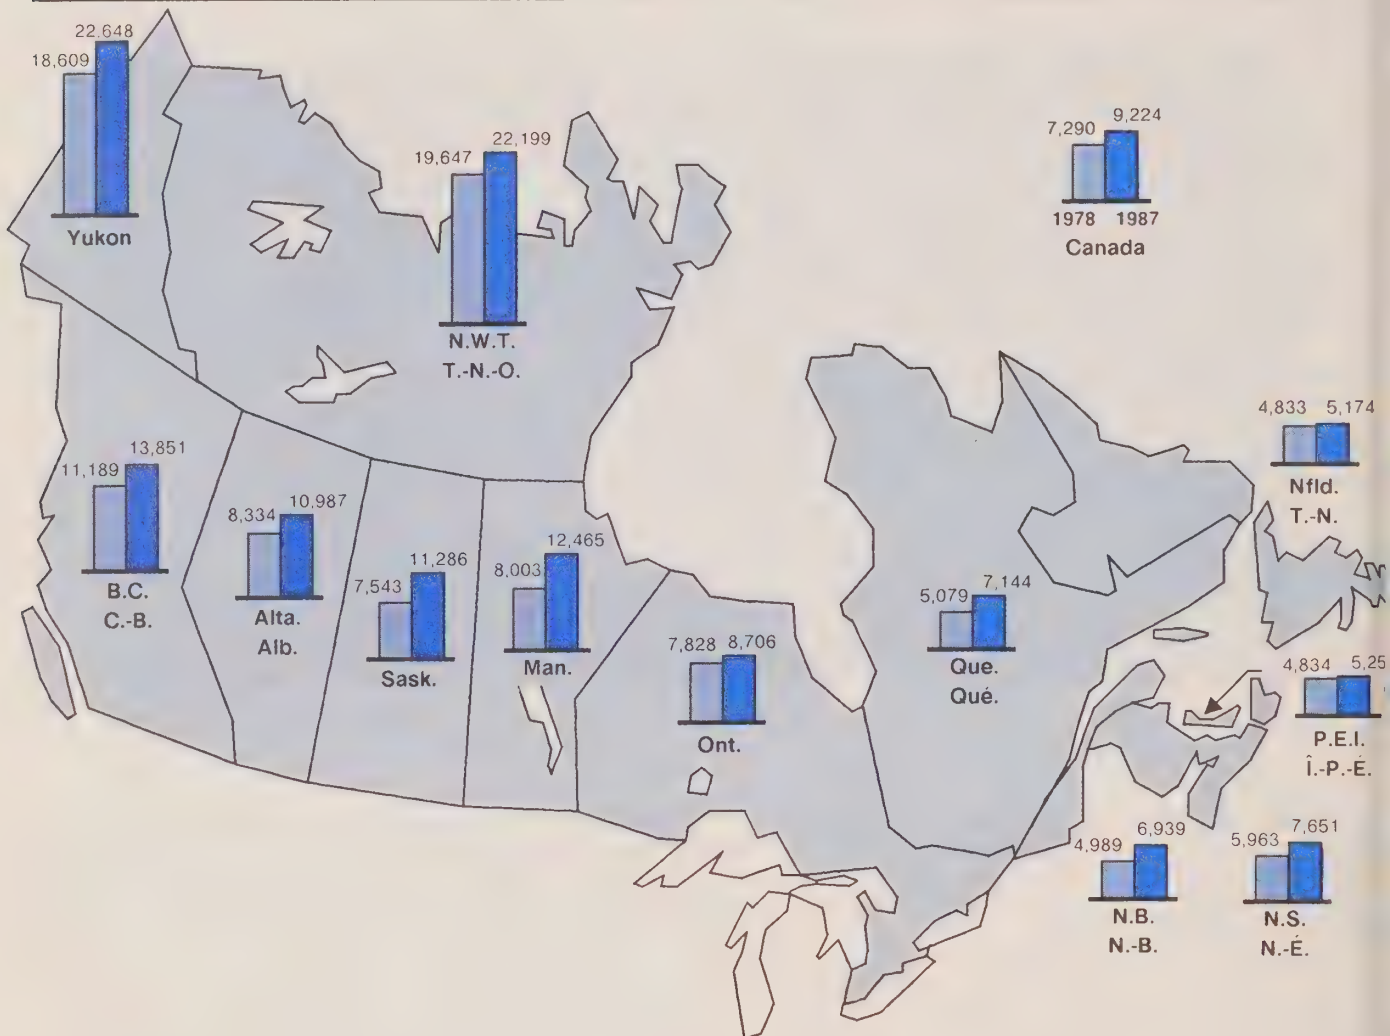 22,648
18,609
Yukon
22,199
19,647
N.W.T.
T.-N.-O.
9,224
7,290
1978 1987
Canada
4,833 5,174
Nfld.
T.-N.
13,851
11,189
B.C.
C.-B.
10,987
8,334
Alta.
Alb.
11,286
7,543
Sask.
12,465
8,003
Man.
7,828 8,706
Ont.
7,144
5,079
Que.
Qué.
4,834
P.E.I.
Î.-P.-É.
6,939
4,989
N.B.
N.-B.
7,651
5,963
N.S.
N.-É.